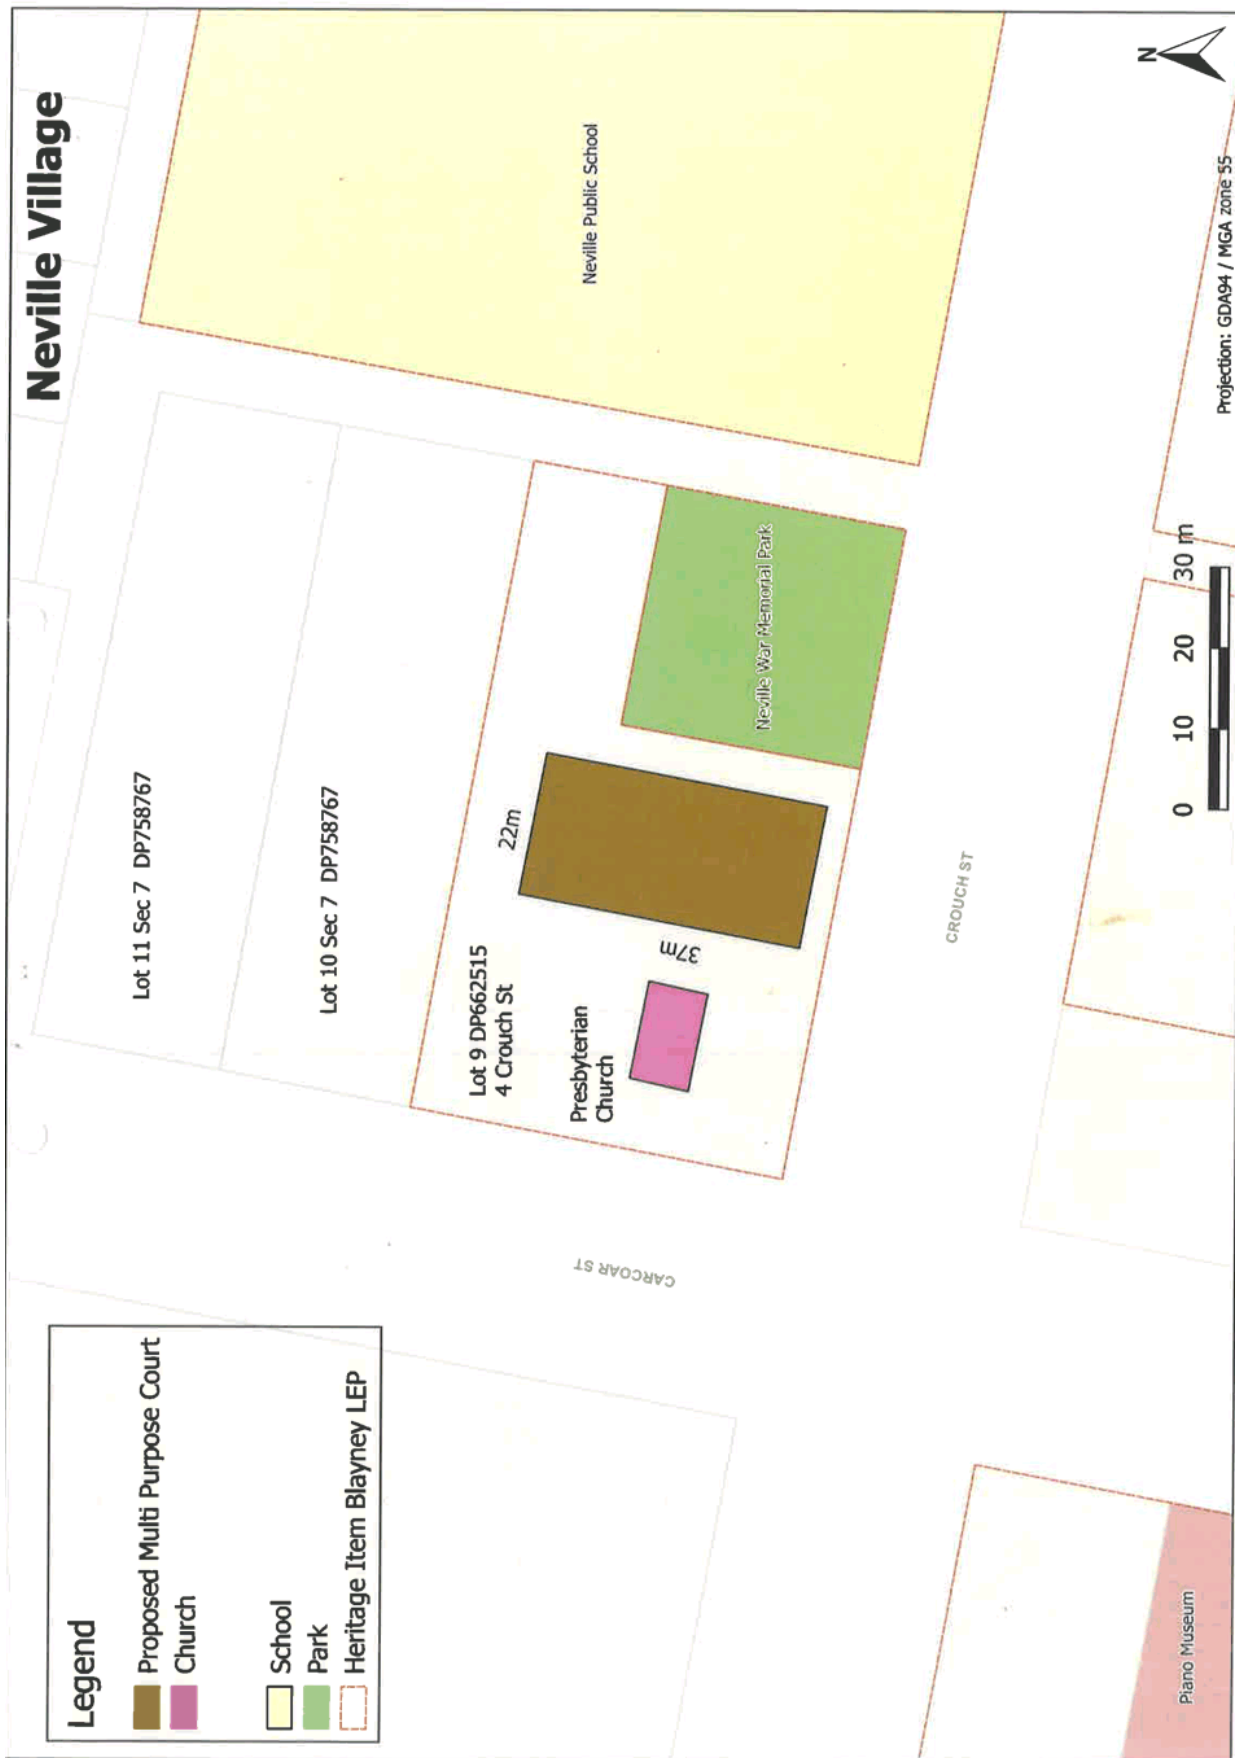 Neville Village
Legend
Proposed Multi Purpose Court
Church
School
Park
Heritage Item Blayney LEP
Lot 11 Sec 7 DP758767
Lot 10 Sec 7 DP758767
Lot 9 DP662515
4 Crouch St
22m
37m
Presbyterian
Church
Neville War Memorial Park
Neville Public School
CARCOAR ST
CROUCH ST
Piano Museum
0 10 20 30 m
N
Projection: GDA94 / MGA zone 55